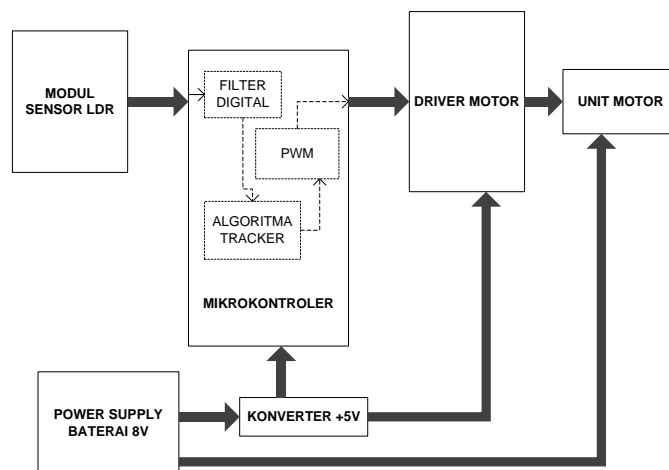 MODUL
SENSOR LDR
FILTER
DIGITAL
PWM
ALGORITMA
TRACKER
MIKROKONTROLER
DRIVER MOTOR
UNIT MOTOR
POWER SUPPLY
BATERAI 8V
KONVERTER +5V